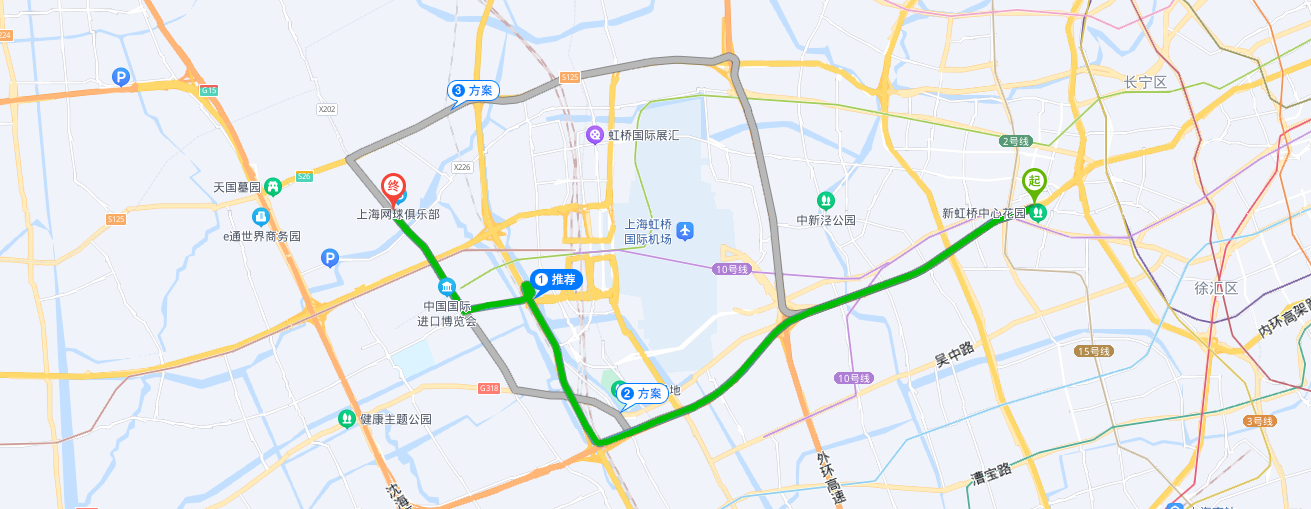 224
P
G15
X202
3 方案
S125
虹桥国际展汇
2号线
长宁区
X226
终
起
天国墓园
S26
上海网球俱乐部
S125
e通世界商务园
中新泾公园
新虹桥中心花园
上海虹桥
国际机场
P
10号线
1 推荐
中国国际
进口博览会
徐汇区
内环高架路
吴中路
15号线
10号线
G318
2 方案
地
健康主题公园
3号线
外环高速
漕宝路
沈海